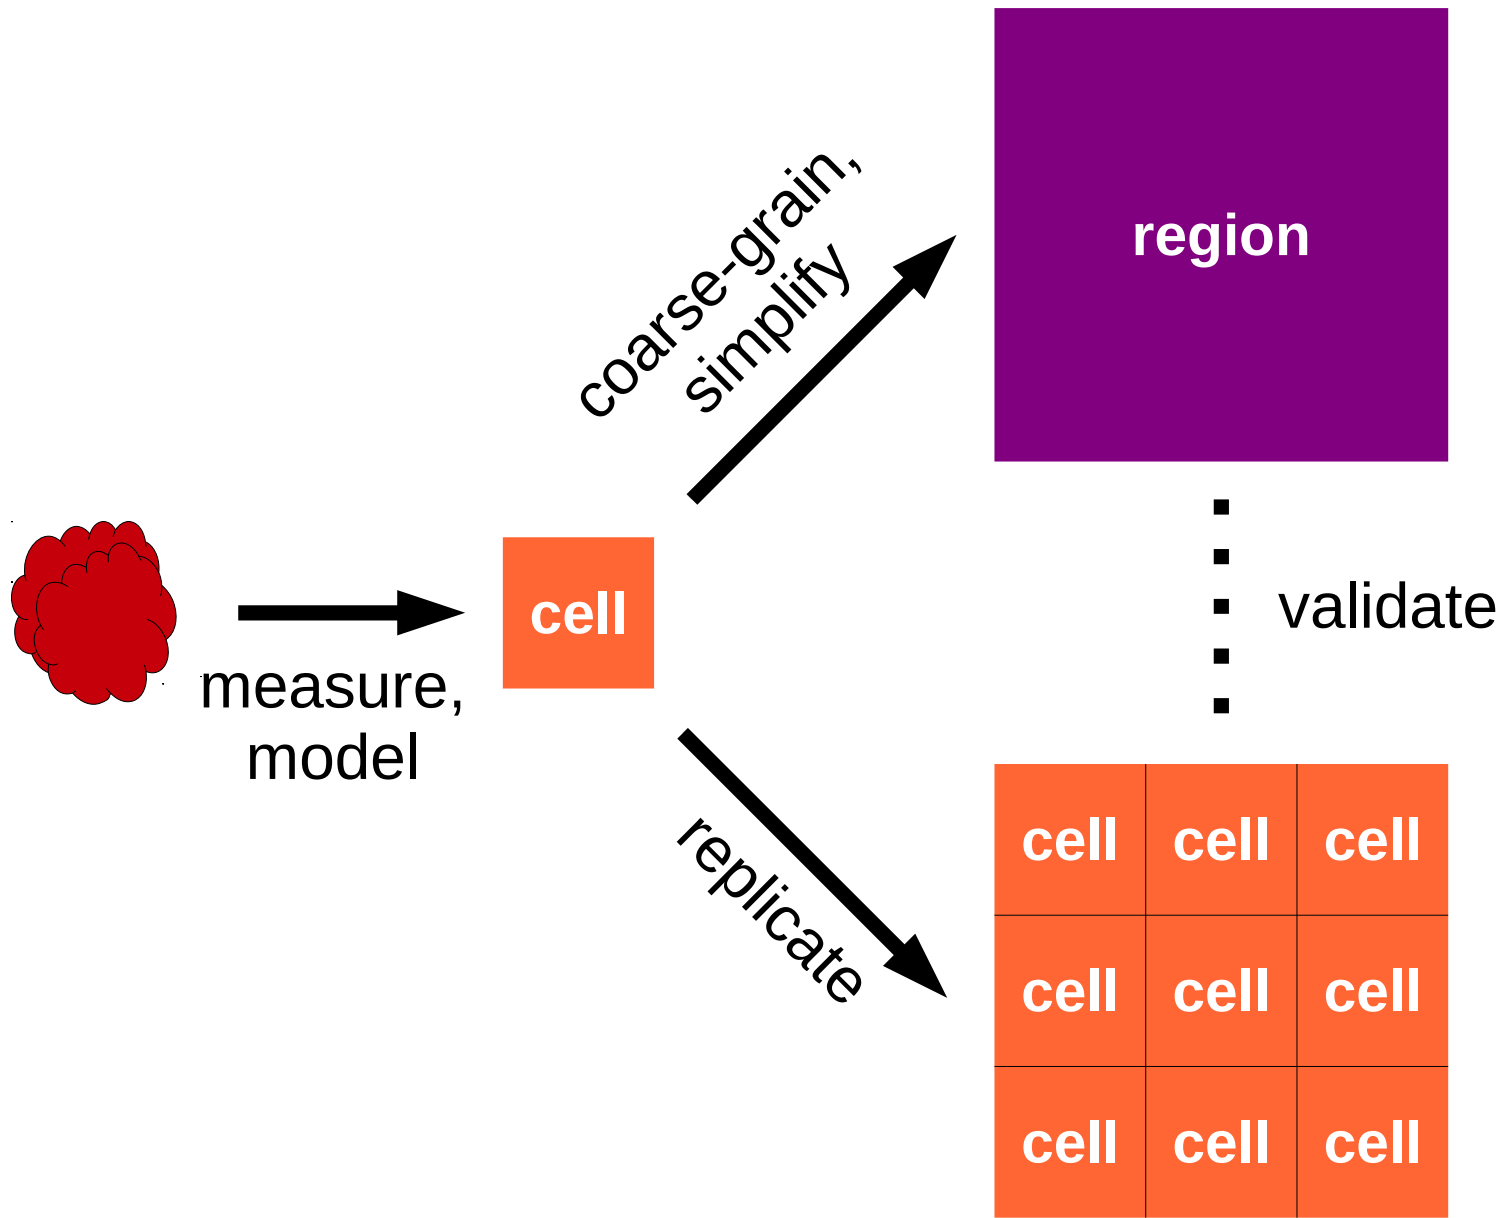 region
coarse-grain,
simplify
validate
cell
measure,
model
replicate
cell cell cell
cell cell cell
cell cell cell